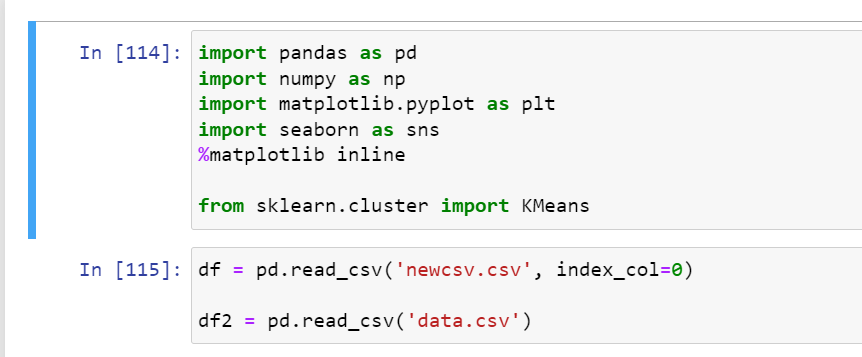 In [114]: import pandas as pd
import numpy as np
import matplotlib.pyplot as plt
import seaborn as sns
%matplotlib inline
from sklearn.cluster import KMeans
In [115]: df = pd.read_csv('newcsv.csv', index_col=0)
df2 = pd.read_csv('data.csv')